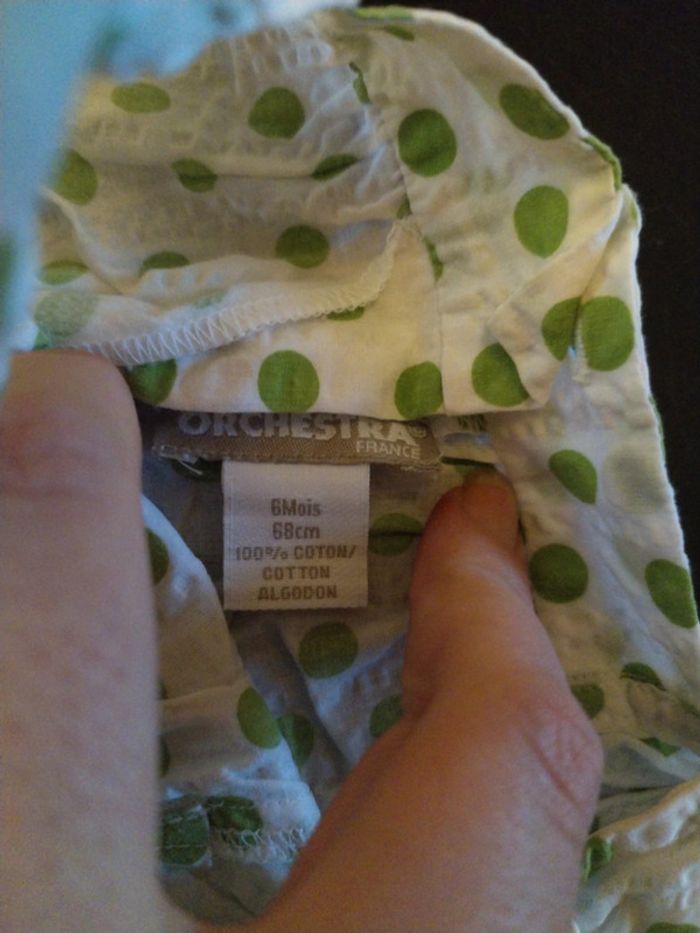 ORCHESTRA®
FRANCE
6Mois
68cm
100% COTON/
COTTON
ALGODON